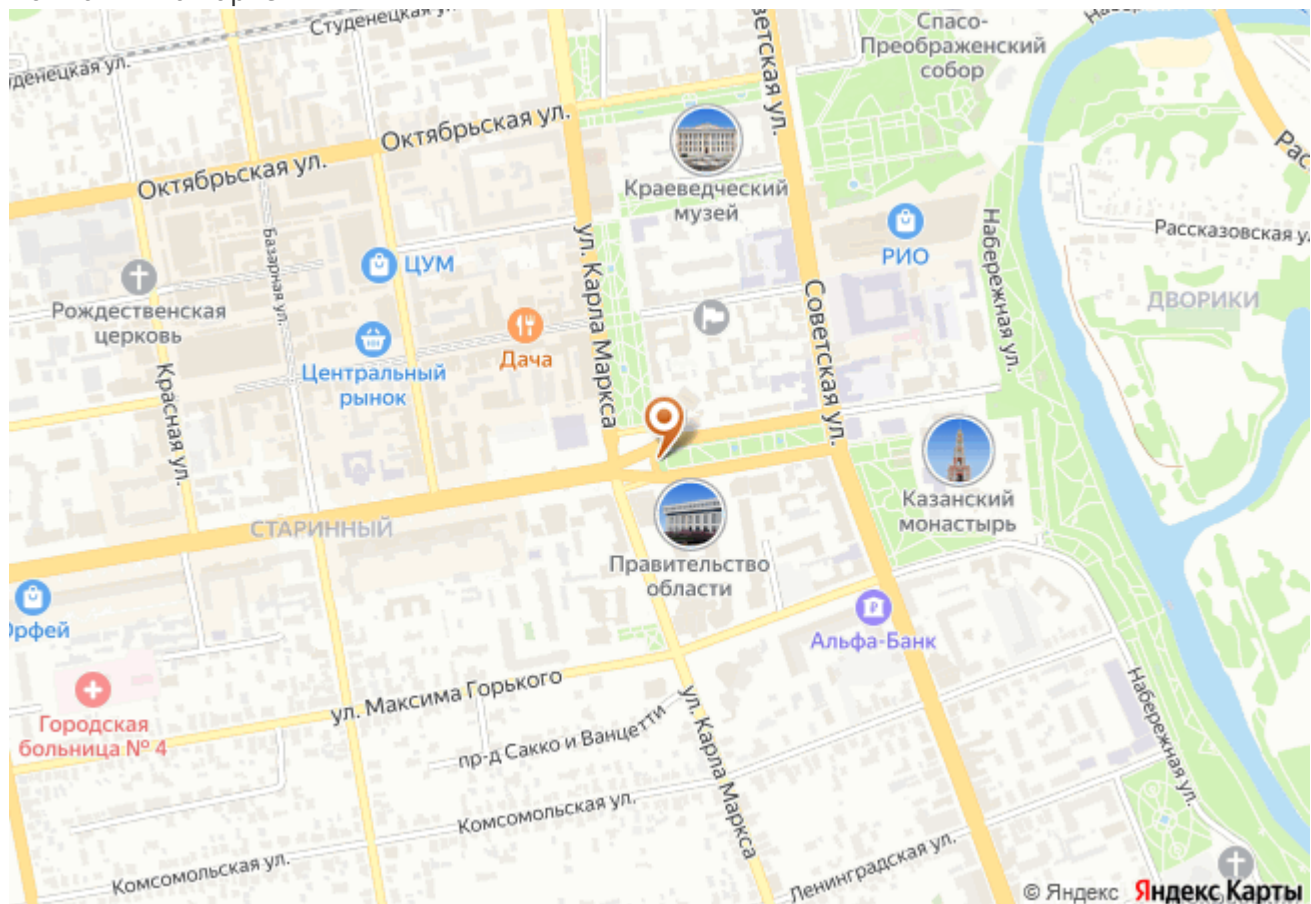 Студенецкая ул.
Спасо-
Преображенский
собор
Октябрьская ул.
Октябрьская ул.
Краеведческий
музей
Рассказовская у
РИО
Набережная ул.
ДВОРИКИ
Базарная ул.
ЦУМ
ул. Карла Маркса
Советская ул.
Рождественская
церковь
Дача
Центральный
рынок
Красная ул.
Казанский
монастырь
СТАРИННЫЙ
Правительство
области
Альфа-Банк
Городская
больница № 4
ул. Максима Горького
пр-д Сакко и Ванцетти
ул. Карла Маркса
Набережная ул.
Комсомольская ул.
Комсомольская ул.
Ленинградская ул.
© Яндекс Яндекс Карты